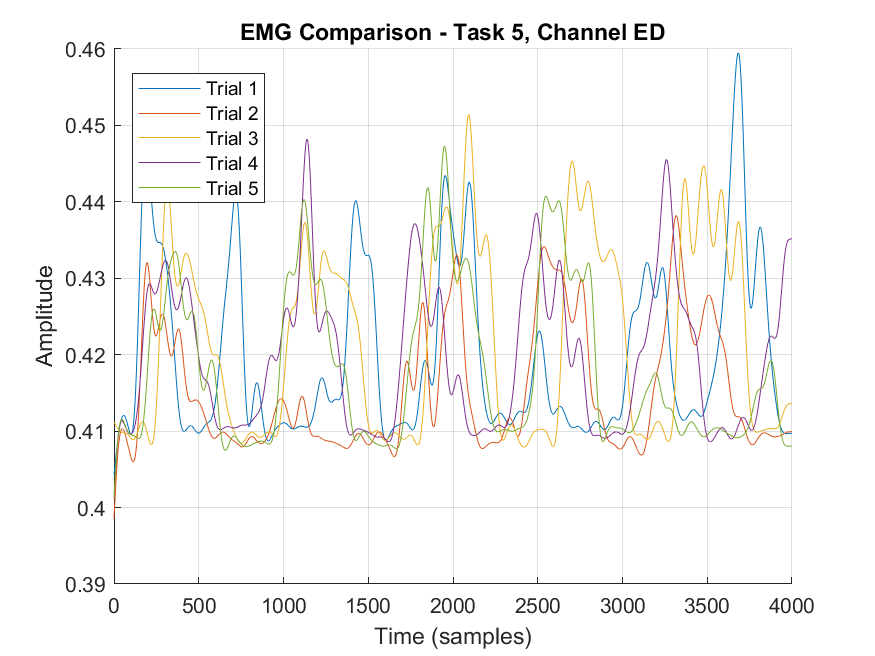 EMG Comparison - Task 5, Channel ED
0.46
0.45
0.44
0.43
0.42
0.41
0.4
0.39
Amplitude
Trial 1
Trial 2
Trial 3
Trial 4
Trial 5
0 500 1000 1500 2000 2500 3000 3500 4000
Time (samples)